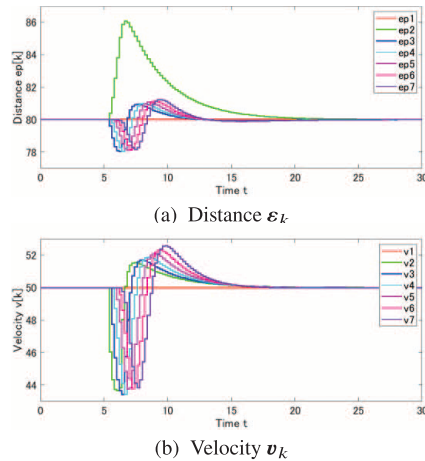 86
84
82
80
78
Distance ep[k]
ep1
ep2
ep3
ep4
ep5
ep6
ep7
0 5 10 15 20 25 30
Time t
(a) Distance 𝜺k
52
50
48
46
44
Velocity v[k]
v1
v2
v3
v4
v5
v6
v7
0 5 10 15 20 25 30
Time t
(b) Velocity 𝒗k